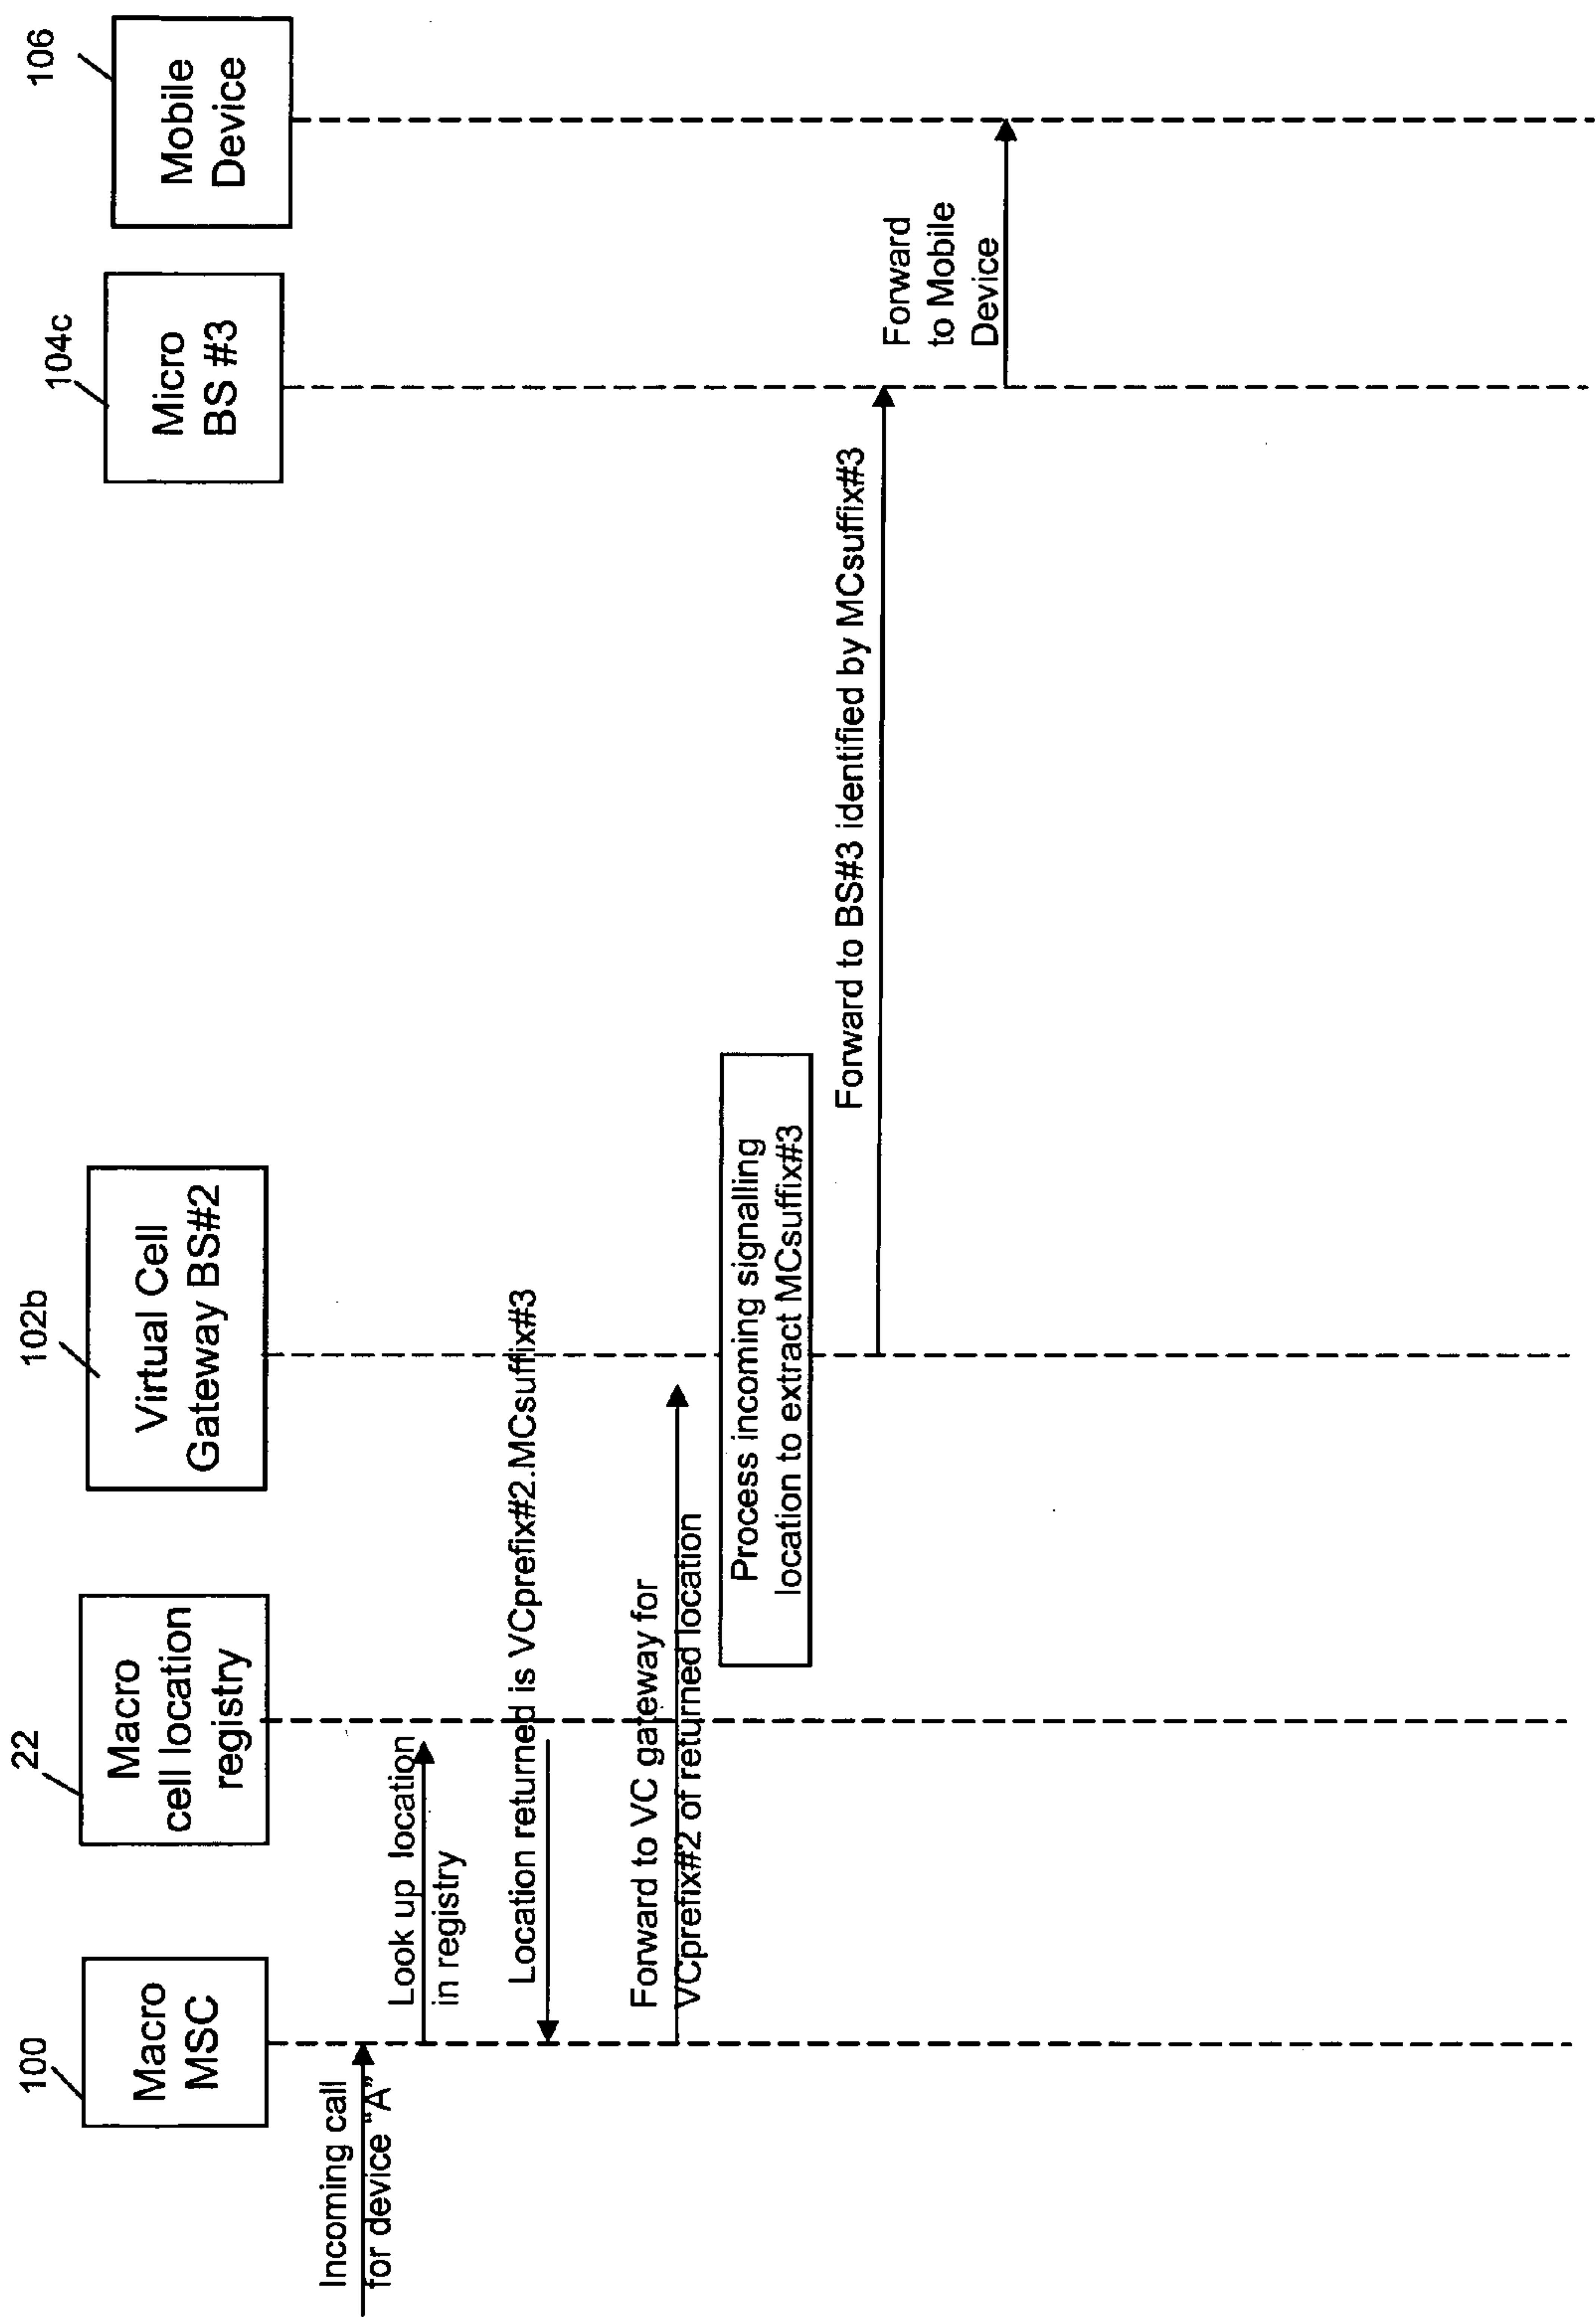 100
Macro
MSC
22
Macro
cell location
registry
102b
Virtual Cell
Gateway BS#2
104c
Micro
BS #3
106
Mobile
Device
Incoming call
for device "A"
Look up location
in registry
Location returned is VCprefix#2.MCsuffix#3
Forward to VC gateway for
VCprefix#2 of returned location
Process incoming signalling
location to extract MCsuffix#3
Forward to BS#3 identified by MCsuffix#3
Forward
to Mobile
Device